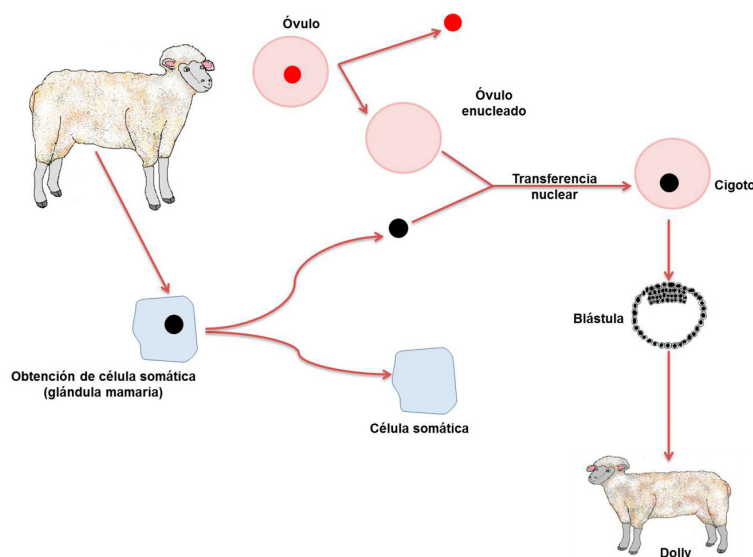 Óvulo
Óvulo
enucleado
Transferencia
nuclear
Cigoto
Blástula
Obtención de célula somática
(glándula mamaria)
Célula somática
Dolly